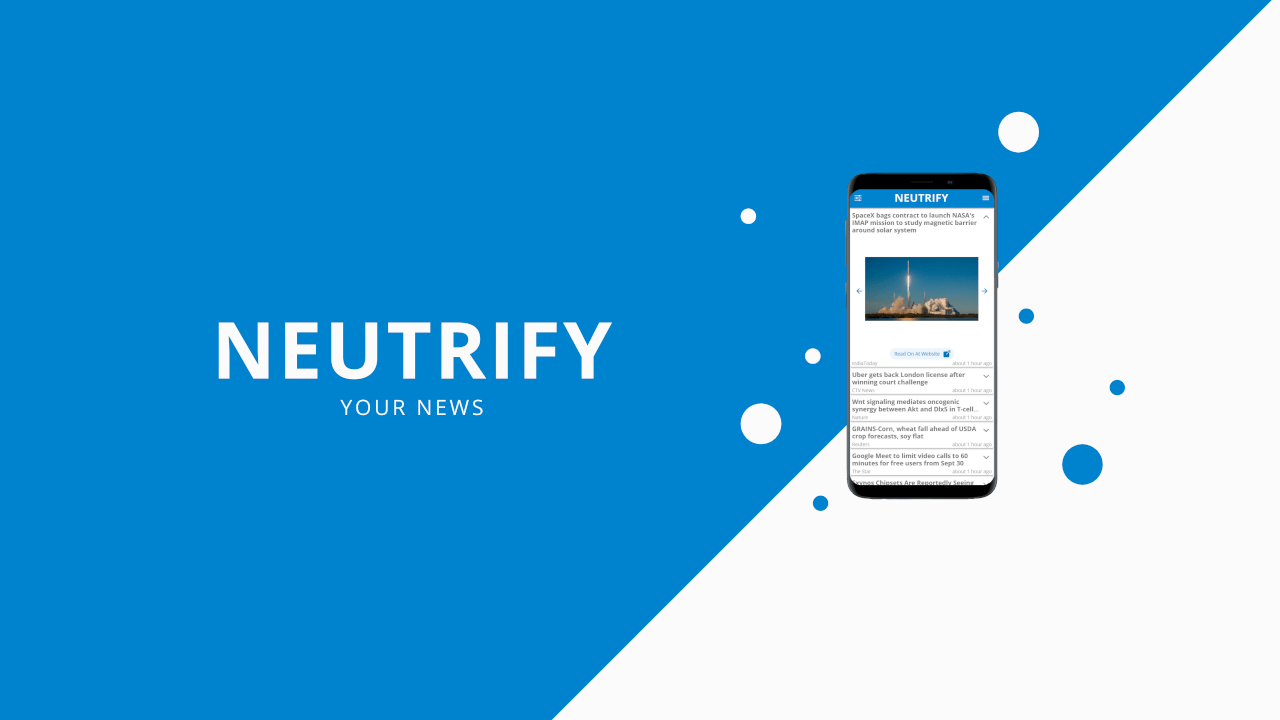 NEUTRIFY
YOUR NEWS
NEUTRIFY
SpaceX bags contract to launch NASA's
IMAP mission to study magnetic barrier
around solar system
Read On At Website
IndiaToday about 1 hour ago
Uber gets back London license after
winning court challenge
CTV News about 1 hour ago
Wnt signaling mediates oncogenic
synergy between Akt and Dlx5 in T-cell...
Nature about 1 hour ago
GRAINS-Corn, wheat fall ahead of USDA
crop forecasts, soy flat
Reuters about 1 hour ago
Google Meet to limit video calls to 60
minutes for free users from Sept 30
The Star about 1 hour ago
Exynos Chipsets Are Reportedly Seeing